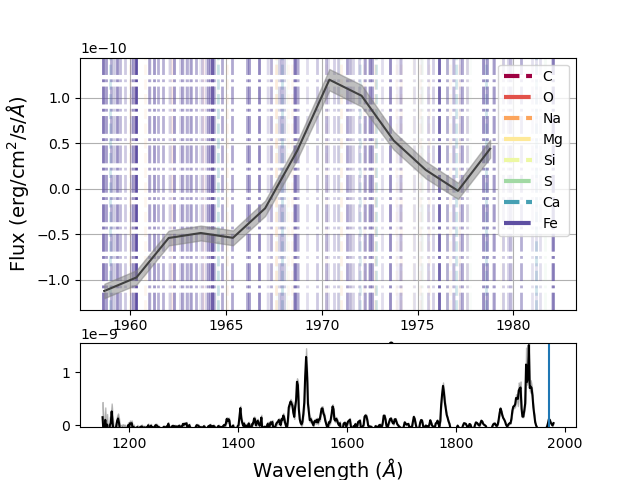 1e−10
Flux (erg/cm²/s/Å)
1.0
0.5
0.0
−0.5
−1.0
C
O
Na
Mg
Si
S
Ca
Fe
1960 1965 1970 1975 1980
1e−9
1
0
1200 1400 1600 1800 2000
Wavelength (Å)